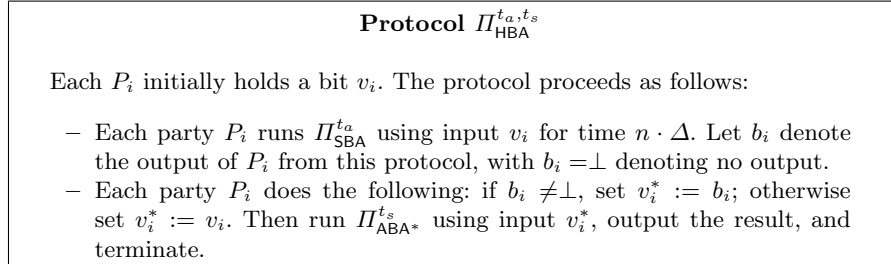 Protocol Π_HBA^{t_a,t_s}
Each P_i initially holds a bit v_i. The protocol proceeds as follows:
– Each party P_i runs Π_SBA^{t_a} using input v_i for time n · Δ. Let b_i denote
the output of P_i from this protocol, with b_i =⊥ denoting no output.
– Each party P_i does the following: if b_i ≠⊥, set v_i^* := b_i; otherwise
set v_i^* := v_i. Then run Π_ABA*^{t_s} using input v_i^*, output the result, and
terminate.